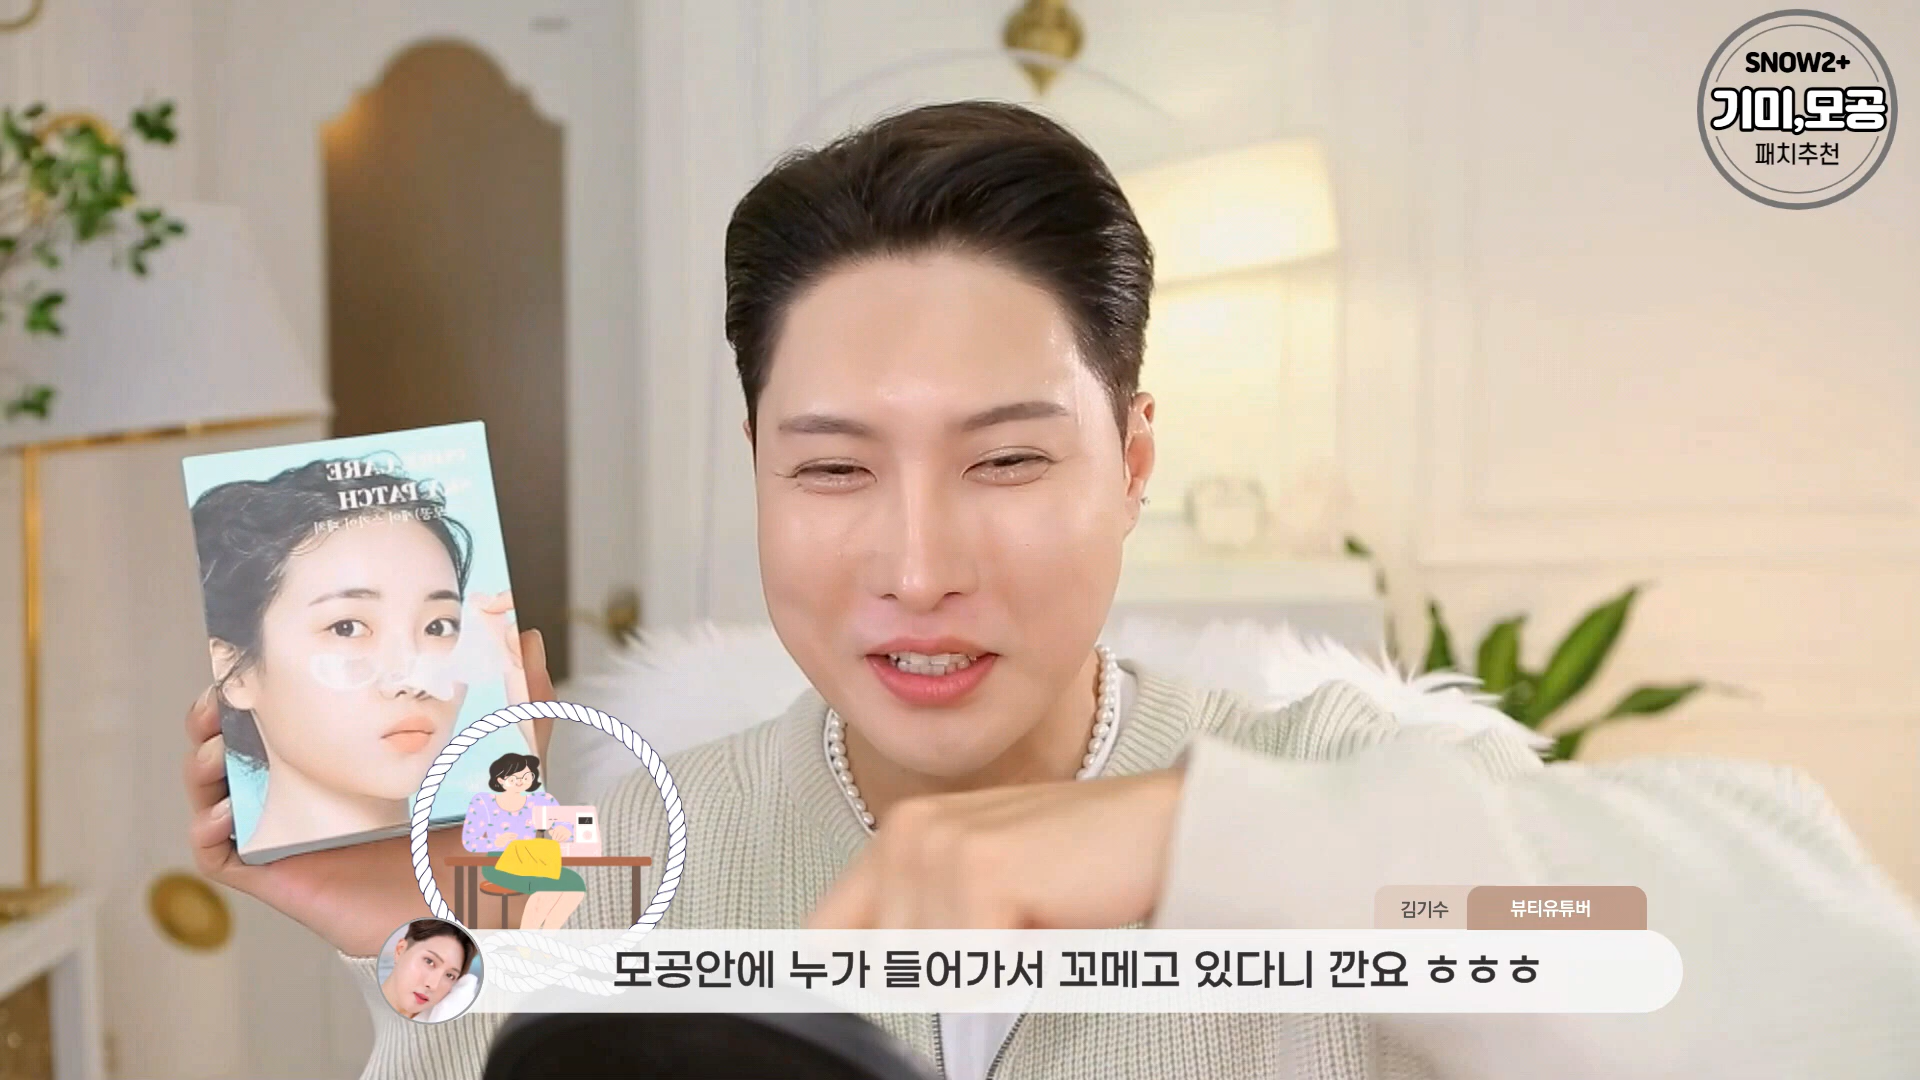 SNOW2+
기미,모공
패치추천
CARE
PATCH
김기수
뷰티유튜버
모공안에 누가 들어가서 꼬메고 있다니 깐요 ㅎㅎㅎ